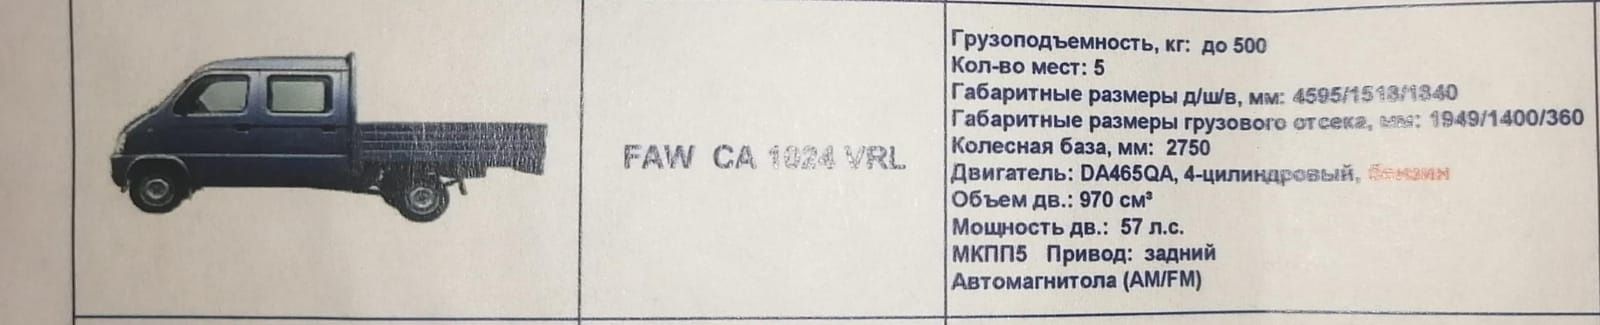 FAW CA 1024 VRL
Грузоподъемность, кг: до 500
Кол-во мест: 5
Габаритные размеры д/ш/в, мм: 4595/1513/1840
Габаритные размеры грузового отсека, мм: 1949/1400/360
Колесная база, мм: 2750
Двигатель: DA465QA, 4-цилиндровый, бензин
Объем дв.: 970 см³
Мощность дв.: 57 л.с.
МКПП5 Привод: задний
Автомагнитола (AM/FM)